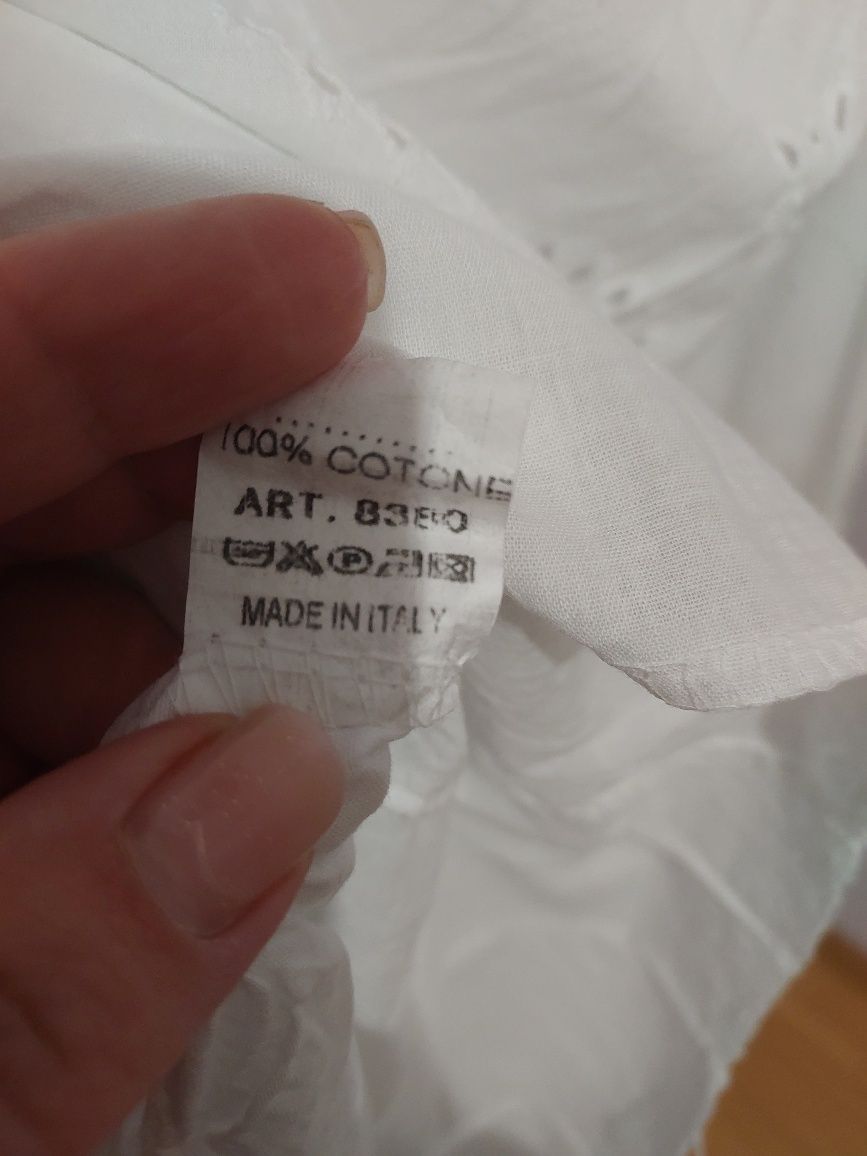 100% COTONE
ART. 8380
MADE IN ITALY